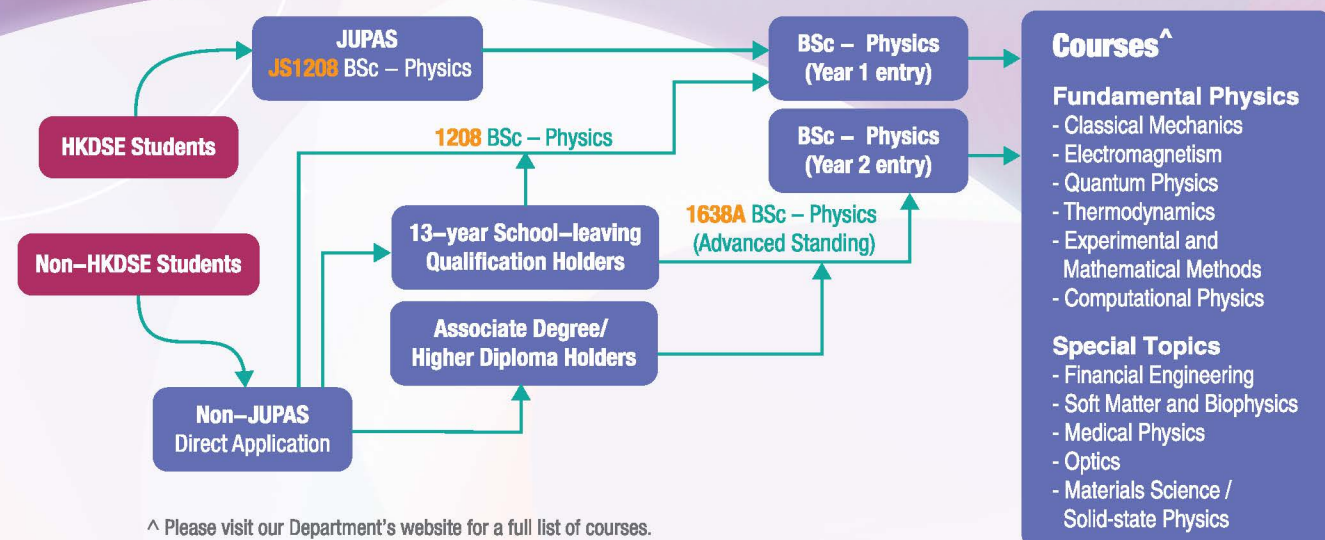 JUPAS
JS1208 BSc – Physics
HKDSE Students
1208 BSc – Physics
BSc – Physics
(Year 1 entry)
BSc – Physics
(Year 2 entry)
Non–HKDSE Students
13–year School–leaving
Qualification Holders
1638A BSc – Physics
(Advanced Standing)
Associate Degree/
Higher Diploma Holders
Non–JUPAS
Direct Application
Courses^
Fundamental Physics
- Classical Mechanics
- Electromagnetism
- Quantum Physics
- Thermodynamics
- Experimental and
Mathematical Methods
- Computational Physics
Special Topics
- Financial Engineering
- Soft Matter and Biophysics
- Medical Physics
- Optics
- Materials Science /
Solid-state Physics
^ Please visit our Department's website for a full list of courses.